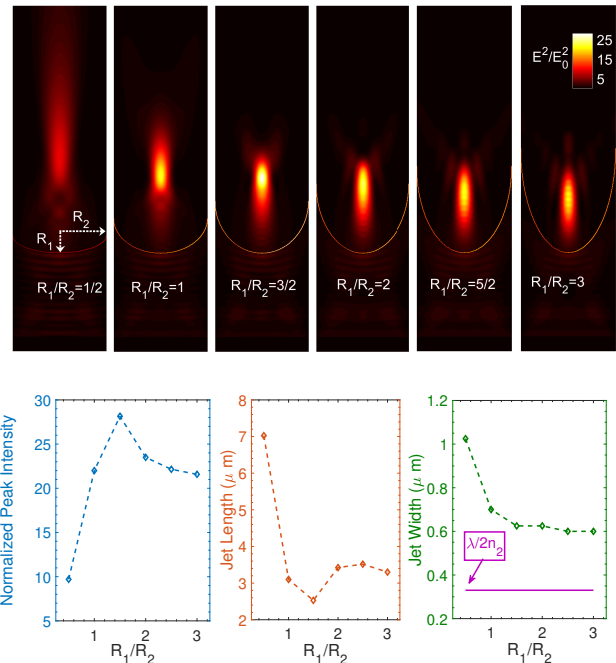 E²/E₀²
25
15
5
R₂
R₁
R₁/R₂=1/2
R₁/R₂=1
R₁/R₂=3/2
R₁/R₂=2
R₁/R₂=5/2
R₁/R₂=3
Normalized Peak Intensity
30
25
20
15
10
5
1 2 3
R₁/R₂
Jet Length (μ m)
8
7
6
5
4
3
2
1 2 3
R₁/R₂
Jet Width (μ m)
1.2
1
0.8
0.6
0.4
0.2
λ/2n₂
1 2 3
R₁/R₂